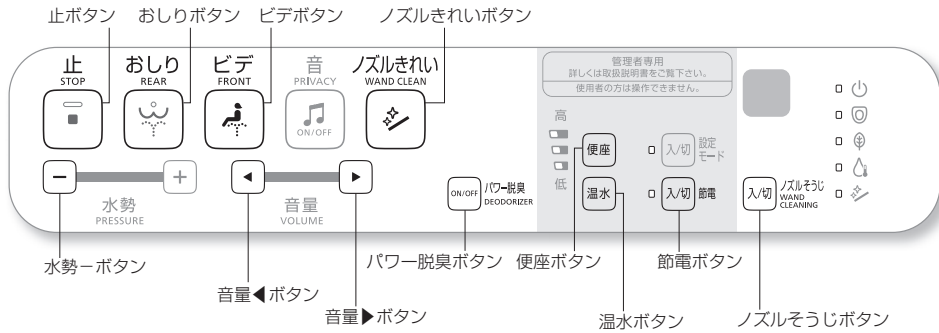 止ボタン おしりボタン ビデボタン ノズルきれいボタン
止 おしり ビデ 音 ノズルきれい
STOP REAR FRONT PRIVACY WAND CLEAN
ON/OFF
水勢
PRESSURE
音量
VOLUME
ON/OFF パワー脱臭
DEODORIZER
管理者専用
詳しくは取扱説明書をご覧下さい。
使用者の方は操作できません。
高
低
便座
入/切 設定
モード
温水
入/切 節電
入/切 ノズルそうじ
WAND
CLEANING
水勢−ボタン
音量◀ボタン
音量▶ボタン
パワー脱臭ボタン
便座ボタン
温水ボタン
節電ボタン
ノズルそうじボタン